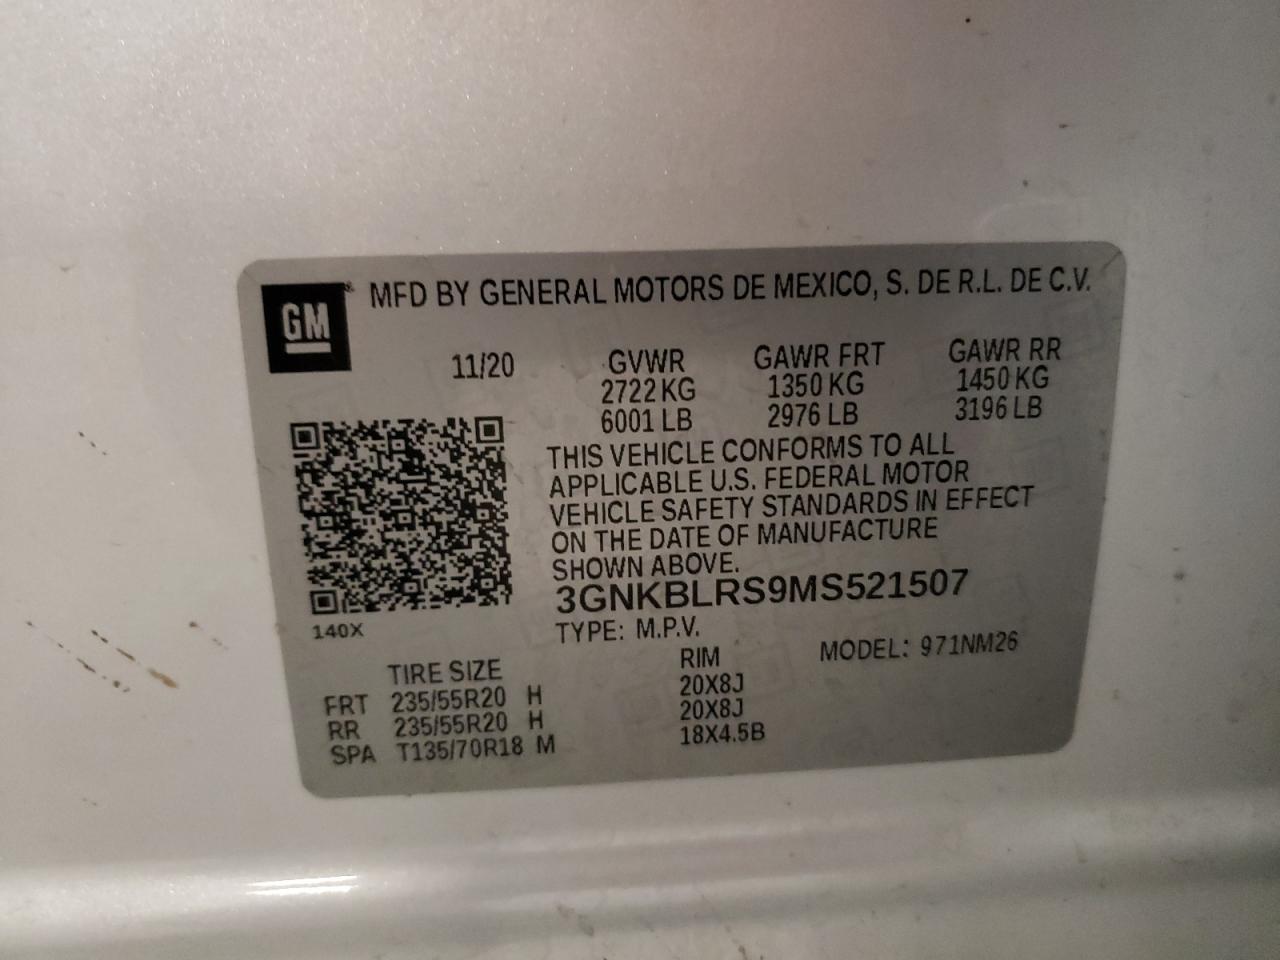 GM
MFD BY GENERAL MOTORS DE MEXICO, S. DE R.L. DE C.V.
11/20 GVWR GAWR FRT GAWR RR
2722 KG 1350 KG 1450 KG
6001 LB 2976 LB 3196 LB
THIS VEHICLE CONFORMS TO ALL
APPLICABLE U.S. FEDERAL MOTOR
VEHICLE SAFETY STANDARDS IN EFFECT
ON THE DATE OF MANUFACTURE
SHOWN ABOVE.
3GNKBLRS9MS521507
140X
TYPE: M.P.V. MODEL: 971NM26
TIRE SIZE RIM
FRT 235/55R20 H 20X8J
RR 235/55R20 H 20X8J
SPA T135/70R18 M 18X4.5B